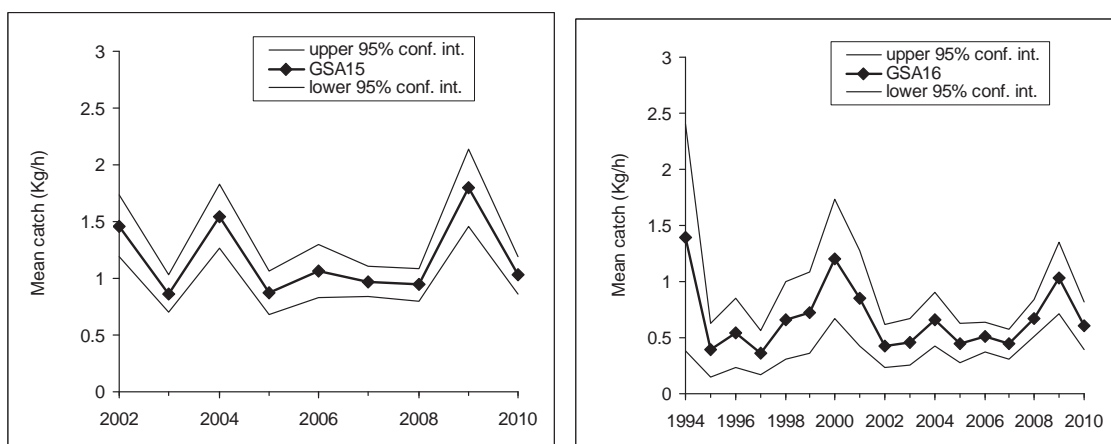 upper 95% conf. int.
GSA15
lower 95% conf. int.
Mean catch (Kg/h)
3
2.5
2
1.5
1
0.5
0
2002 2004 2006 2008 2010
upper 95% conf. int.
GSA16
lower 95% conf. int.
Mean catch (Kg/h)
3
2.5
2
1.5
1
0.5
0
1994 1996 1998 2000 2002 2004 2006 2008 2010